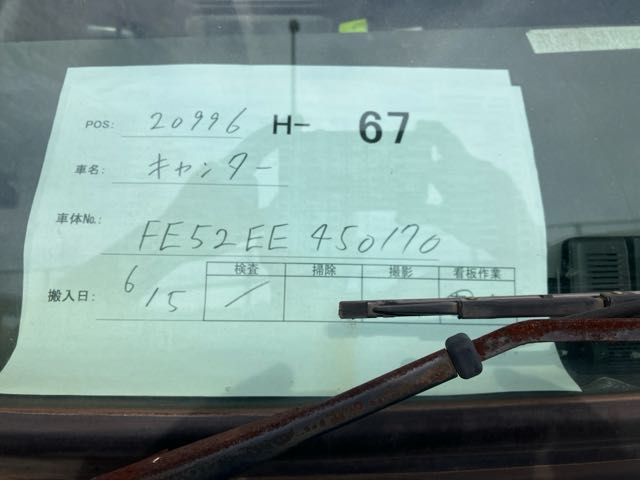 POS: 20996 H- 67
車名: キャンター
車体No.: FE52EE 450170
検査 掃除 撮影 看板作業
搬入日: 6/15